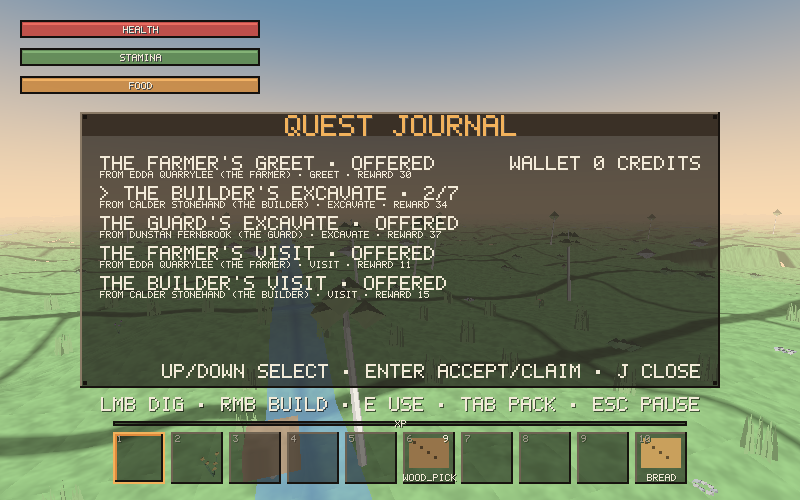 HEALTH
STAMINA
FOOD
QUEST JOURNAL
THE FARMER'S GREET • OFFERED
WALLET 0 CREDITS
FROM EDDA QUARRYLEE (THE FARMER) • GREET • REWARD 30
> THE BUILDER'S EXCAVATE • 2/7
FROM CALDER STONEHAND (THE BUILDER) • EXCAVATE • REWARD 34
THE GUARD'S EXCAVATE • OFFERED
FROM DUNSTAN FERNBROOK (THE GUARD) • EXCAVATE • REWARD 37
THE FARMER'S VISIT • OFFERED
FROM EDDA QUARRYLEE (THE FARMER) • VISIT • REWARD 11
THE BUILDER'S VISIT • OFFERED
FROM CALDER STONEHAND (THE BUILDER) • VISIT • REWARD 15
UP/DOWN SELECT • ENTER ACCEPT/CLAIM • J CLOSE
LMB DIG • RMB BUILD • E USE • TAB PACK • ESC PAUSE
XP
1 2 3 4 5 6 9 7 8 9 10
WOOD_PICK BREAD